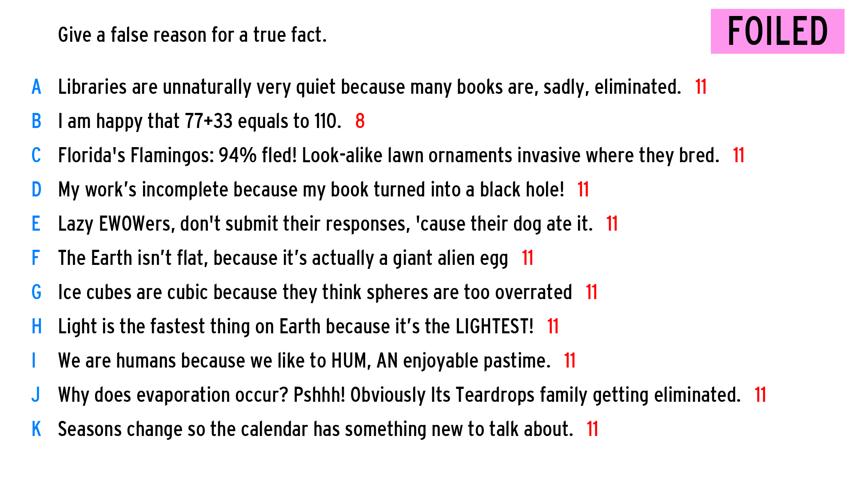 Give a false reason for a true fact.
FOILED
A Libraries are unnaturally very quiet because many books are, sadly, eliminated. 11
B I am happy that 77+33 equals to 110. 8
C Florida's Flamingos: 94% fled! Look-alike lawn ornaments invasive where they bred. 11
D My work’s incomplete because my book turned into a black hole! 11
E Lazy EWOWers, don't submit their responses, 'cause their dog ate it. 11
F The Earth isn’t flat, because it’s actually a giant alien egg 11
G Ice cubes are cubic because they think spheres are too overrated 11
H Light is the fastest thing on Earth because it’s the LIGHTEST! 11
I We are humans because we like to HUM, AN enjoyable pastime. 11
J Why does evaporation occur? Pshhh! Obviously Its Teardrops family getting eliminated. 11
K Seasons change so the calendar has something new to talk about. 11